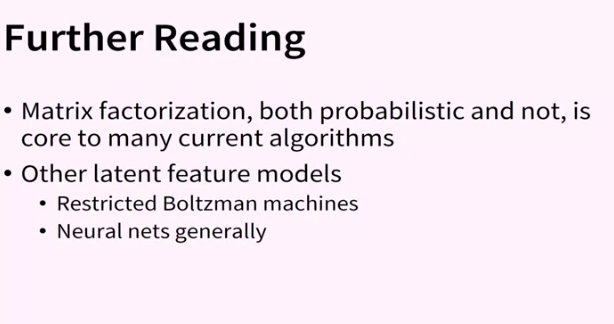 Further Reading
• Matrix factorization, both probabilistic and not, is
core to many current algorithms
• Other latent feature models
• Restricted Boltzman machines
• Neural nets generally